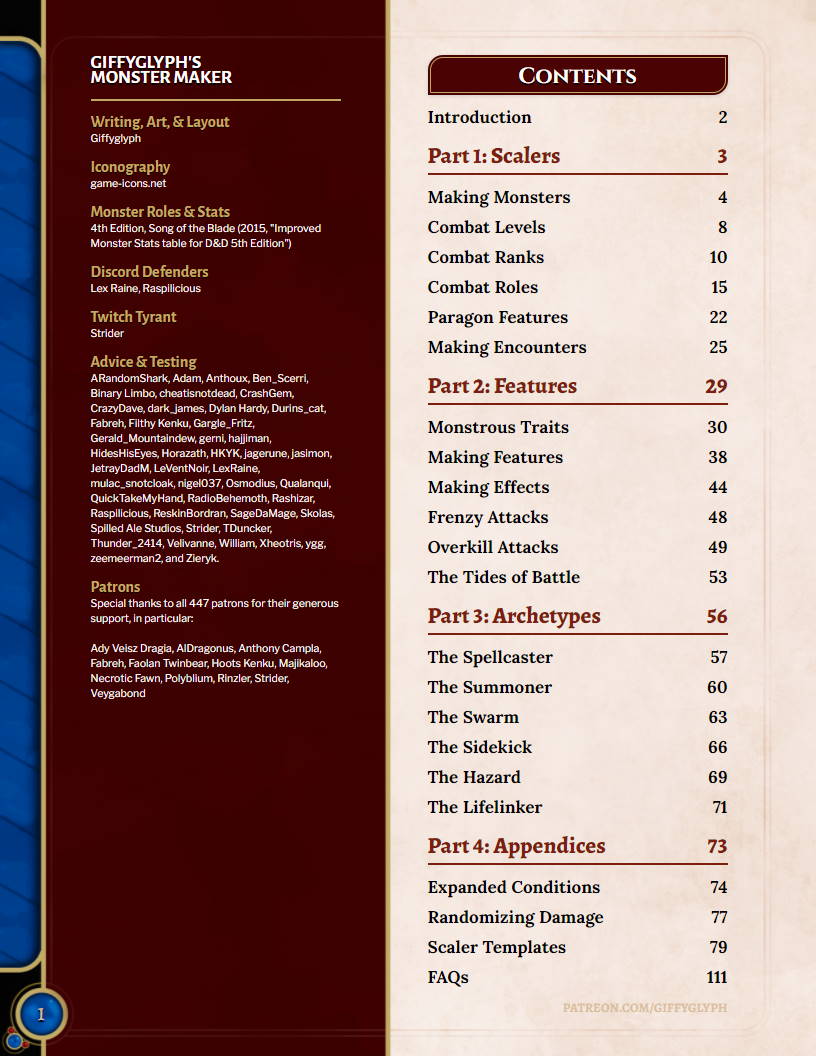 GIFFYGLYPH'S
MONSTER MAKER
Writing, Art, & Layout
Giffyglyph
Iconography
game-icons.net
Monster Roles & Stats
4th Edition, Song of the Blade (2015, "Improved
Monster Stats table for D&D 5th Edition")
Discord Defenders
Lex Raine, Raspilicious
Twitch Tyrant
Strider
Advice & Testing
ARandomShark, Adam, Anthoux, Ben_Scerri,
Binary Limbo, cheatisnotdead, CrashGem,
CrazyDave, dark_james, Dylan Hardy, Durins_cat,
Fabreh, Filthy Kenku, Gargle_Fritz,
Gerald_Mountaindew, gerni, hajjiman,
HidesHisEyes, Horazath, HKYK, jagerune, jasimon,
JetrayDadM, LeVentNoir, LexRaine,
mulac_snotcloak, nigel037, Osmodius, Qualanqui,
QuickTakeMyHand, RadioBehemoth, Rashizar,
Raspilicious, ReskinBordran, SageDaMage, Skolas,
Spilled Ale Studios, Strider, TDuncker,
Thunder_2414, Velivanne, William, Xheotris, ygg,
zeemeerman2, and Zieryk.
Patrons
Special thanks to all 447 patrons for their generous
support, in particular:
Ady Veisz Dragia, AlDragonus, Anthony Campla,
Fabreh, Faolan Twinbear, Hoots Kenku, Majikaloo,
Necrotic Fawn, Polyblium, Rinzler, Strider,
Veygabond
1
Contents
Introduction 2
Part 1: Scalers 3
Making Monsters 4
Combat Levels 8
Combat Ranks 10
Combat Roles 15
Paragon Features 22
Making Encounters 25
Part 2: Features 29
Monstrous Traits 30
Making Features 38
Making Effects 44
Frenzy Attacks 48
Overkill Attacks 49
The Tides of Battle 53
Part 3: Archetypes 56
The Spellcaster 57
The Summoner 60
The Swarm 63
The Sidekick 66
The Hazard 69
The Lifelinker 71
Part 4: Appendices 73
Expanded Conditions 74
Randomizing Damage 77
Scaler Templates 79
FAQs 111
PATREON.COM/GIFFYGLYPH